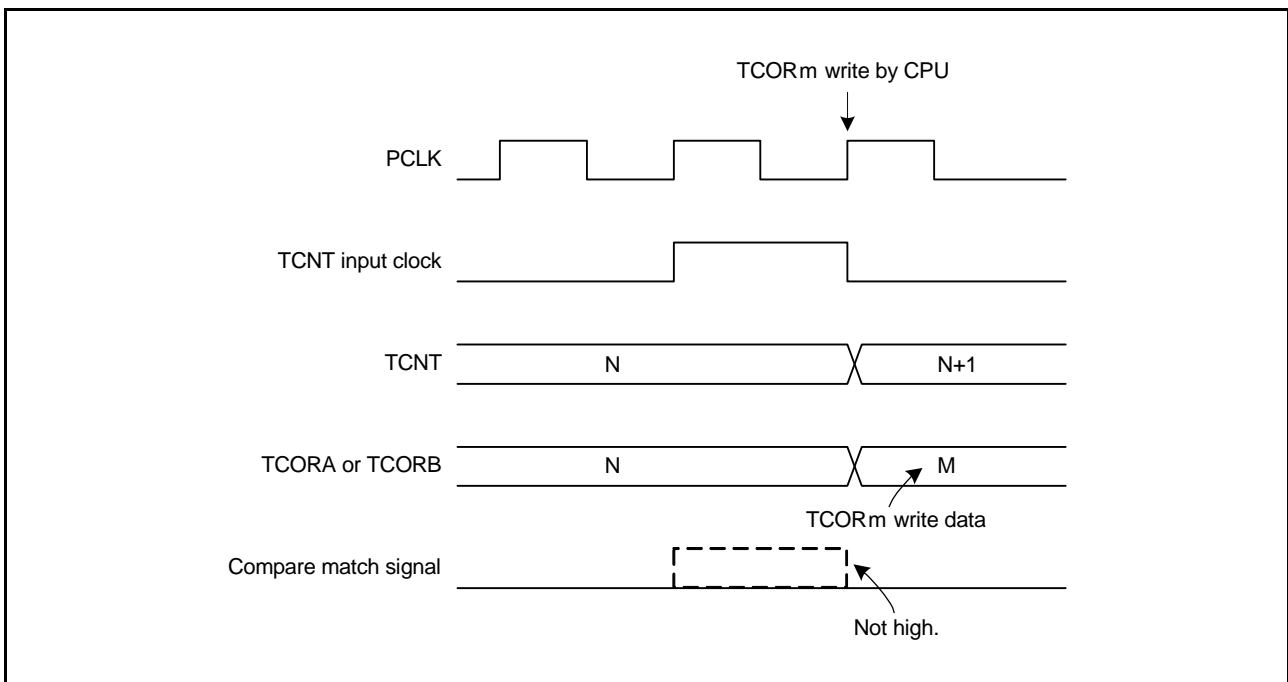 TCORm write by CPU
PCLK
TCNT input clock
TCNT N N+1
TCORA or TCORB N M
TCORm write data
Compare match signal
Not high.